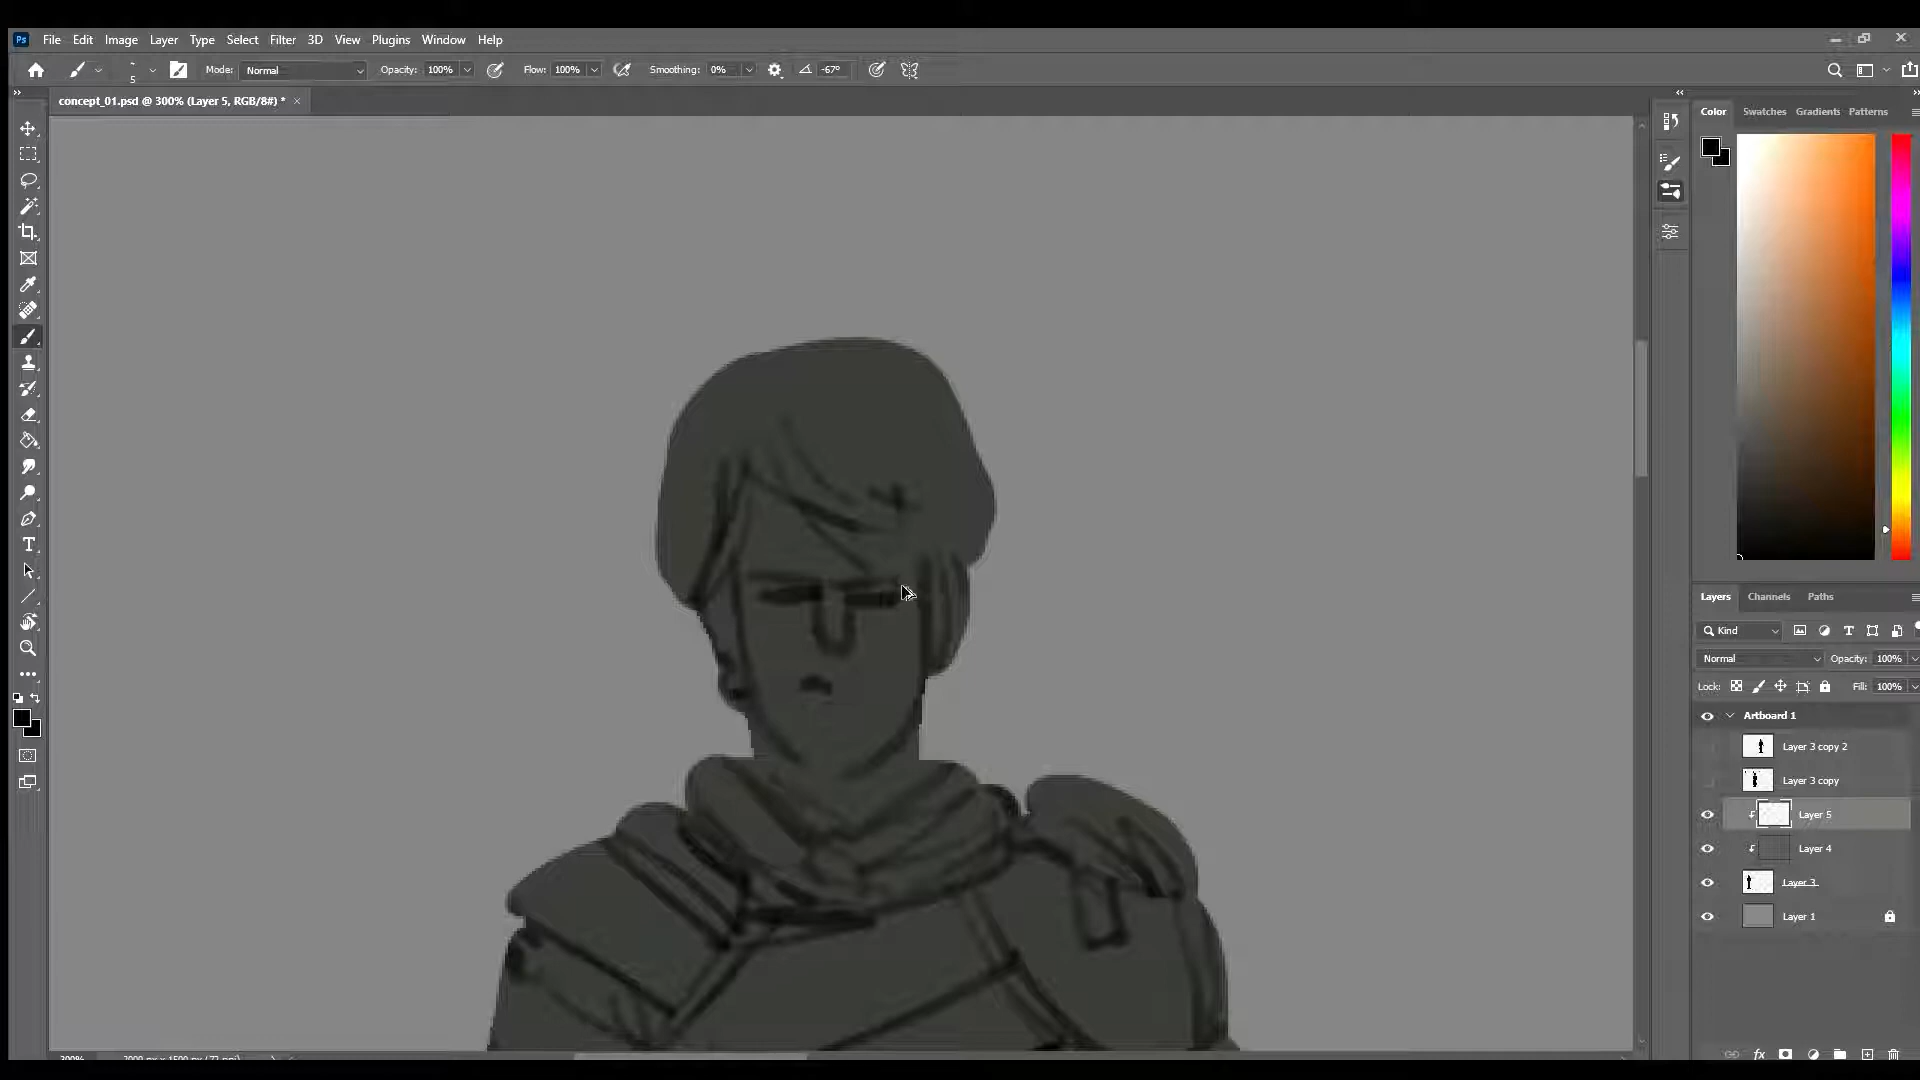 Ps File Edit Image Layer Type Select Filter 3D View Plugins Window Help
5 Mode: Normal Opacity: 100% Flow: 100% Smoothing: 0% -67°
concept_01.psd @ 300% (Layer 5, RGB/8#) *
Color Swatches Gradients Patterns
Layers Channels Paths
Kind
Normal Opacity: 100%
Lock: Fill: 100%
Artboard 1
Layer 3 copy 2
Layer 3 copy
Layer 5
Layer 4
Layer 3
Layer 1
300% 2000 px x 1500 px (72 ppi)